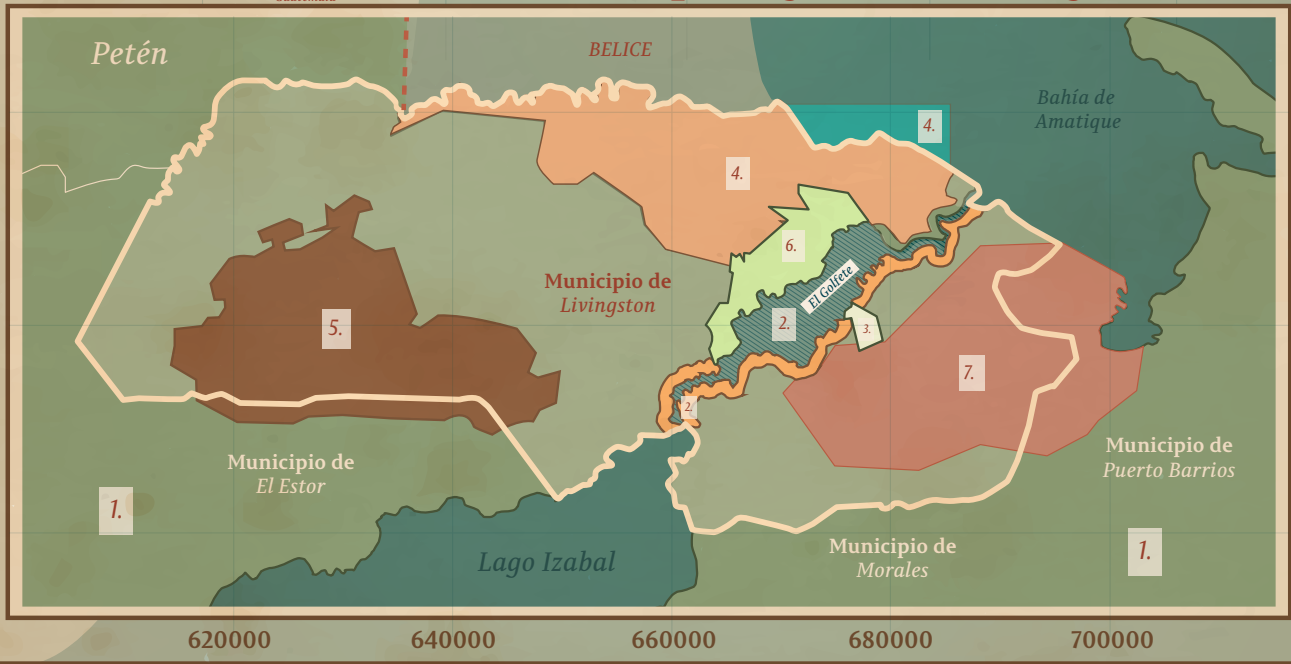 Petén
BELICE
Bahía de
Amatique
4.
4.
6.
El Golfete
Municipio de
Livingston
5.
2.
3.
7.
2.
Municipio de
El Estor
Municipio de
Puerto Barrios
1.
Lago Izabal
Municipio de
Morales
1.
620000
640000
660000
680000
700000